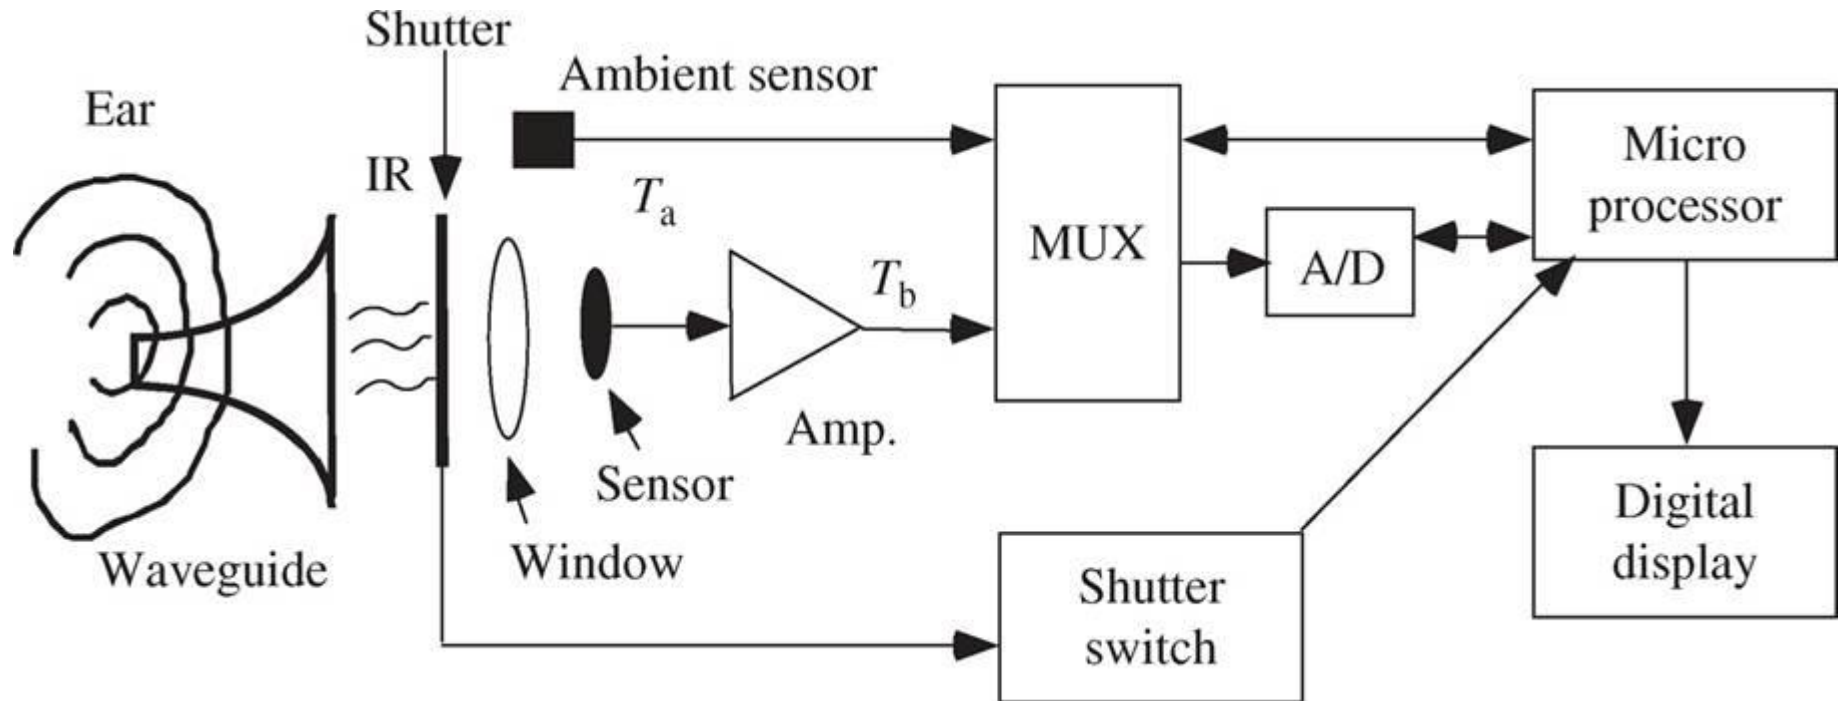 Shutter
Ambient sensor
Ear
IR
Micro
processor
Ta
MUX
A/D
Tb
Amp.
Sensor
Window
Waveguide
Digital
display
Shutter
switch